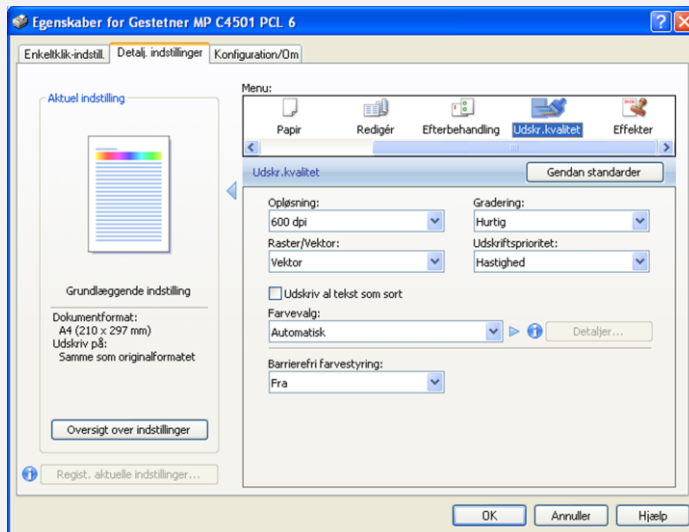 Egenskaber for Gestetner MP C4501 PCL 6
Enkeltklik-indstill. Detalj. indstillinger Konfiguration/Om
Aktuel indstilling
Grundlæggende indstilling
Dokumentformat:
A4 (210 x 297 mm)
Udskriv på:
Samme som originalformatet
Oversigt over indstillinger
Regist. aktuelle indstillinger...
Menu:
Papir Redigér Efterbehandling Udskr.kvalitet Effekter
Udskr.kvalitet Gendan standarder
Opløsning: Gradering:
600 dpi Hurtig
Raster/Vektor: Udskriftsprioritet:
Vektor Hastighed
Udskriv al tekst som sort
Farvevalg:
Automatisk Detaljer...
Barrierefri farvestyring:
Fra
OK Annuller Hjælp